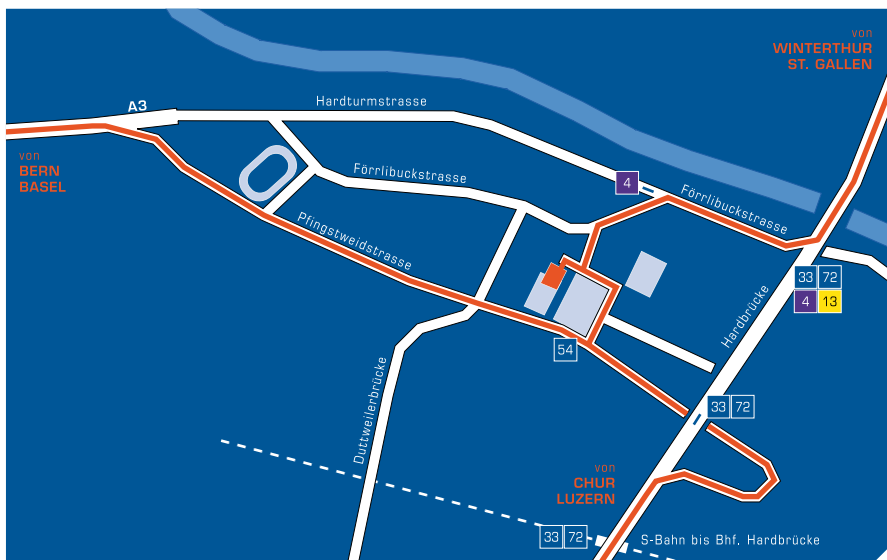 von
WINTERTHUR
ST. GALLEN
A3
Hardturmstrasse
von
BERN
BASEL
Förrlibuckstrasse
4
Förrlibuckstrasse
Pfingstweidstrasse
33 72
4 13
Hardbrücke
54
Duttweilerbrücke
33 72
von
CHUR
LUZERN
33 72
S-Bahn bis Bhf. Hardbrücke